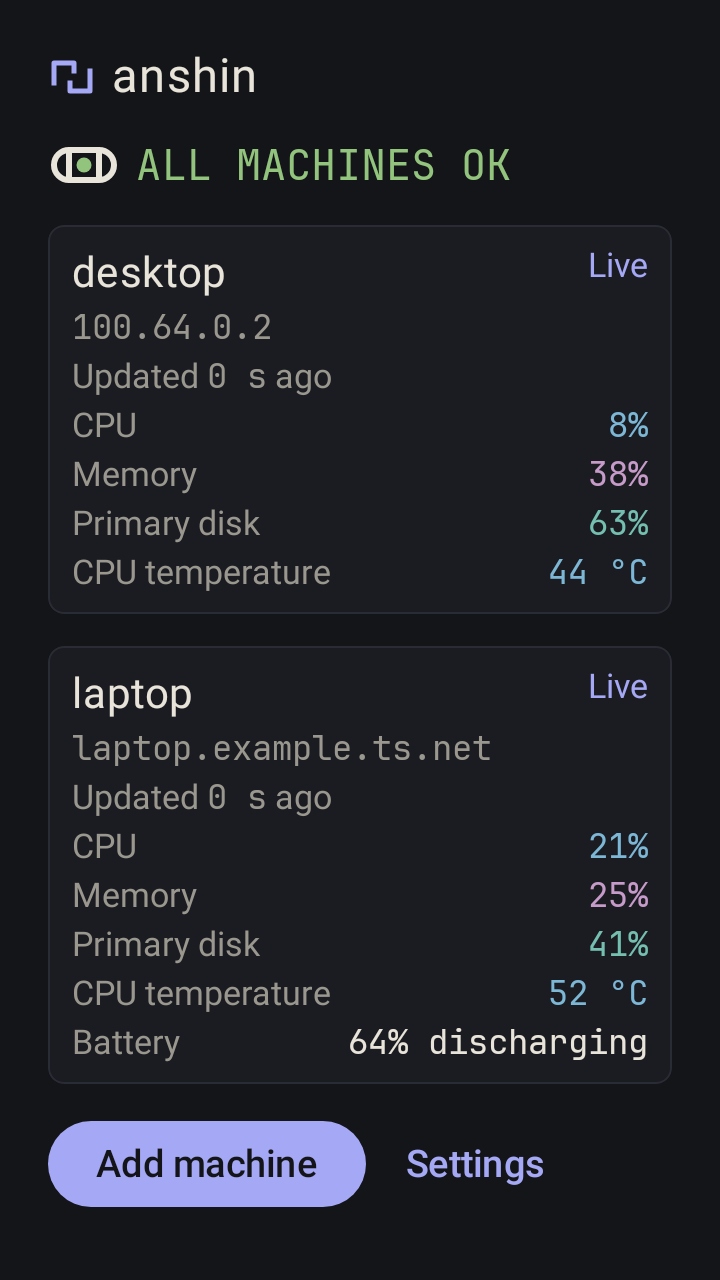 anshin
ALL MACHINES OK
desktop Live
100.64.0.2
Updated 0 s ago
CPU 8%
Memory 38%
Primary disk 63%
CPU temperature 44 °C
laptop Live
laptop.example.ts.net
Updated 0 s ago
CPU 21%
Memory 25%
Primary disk 41%
CPU temperature 52 °C
Battery 64% discharging
Add machine Settings